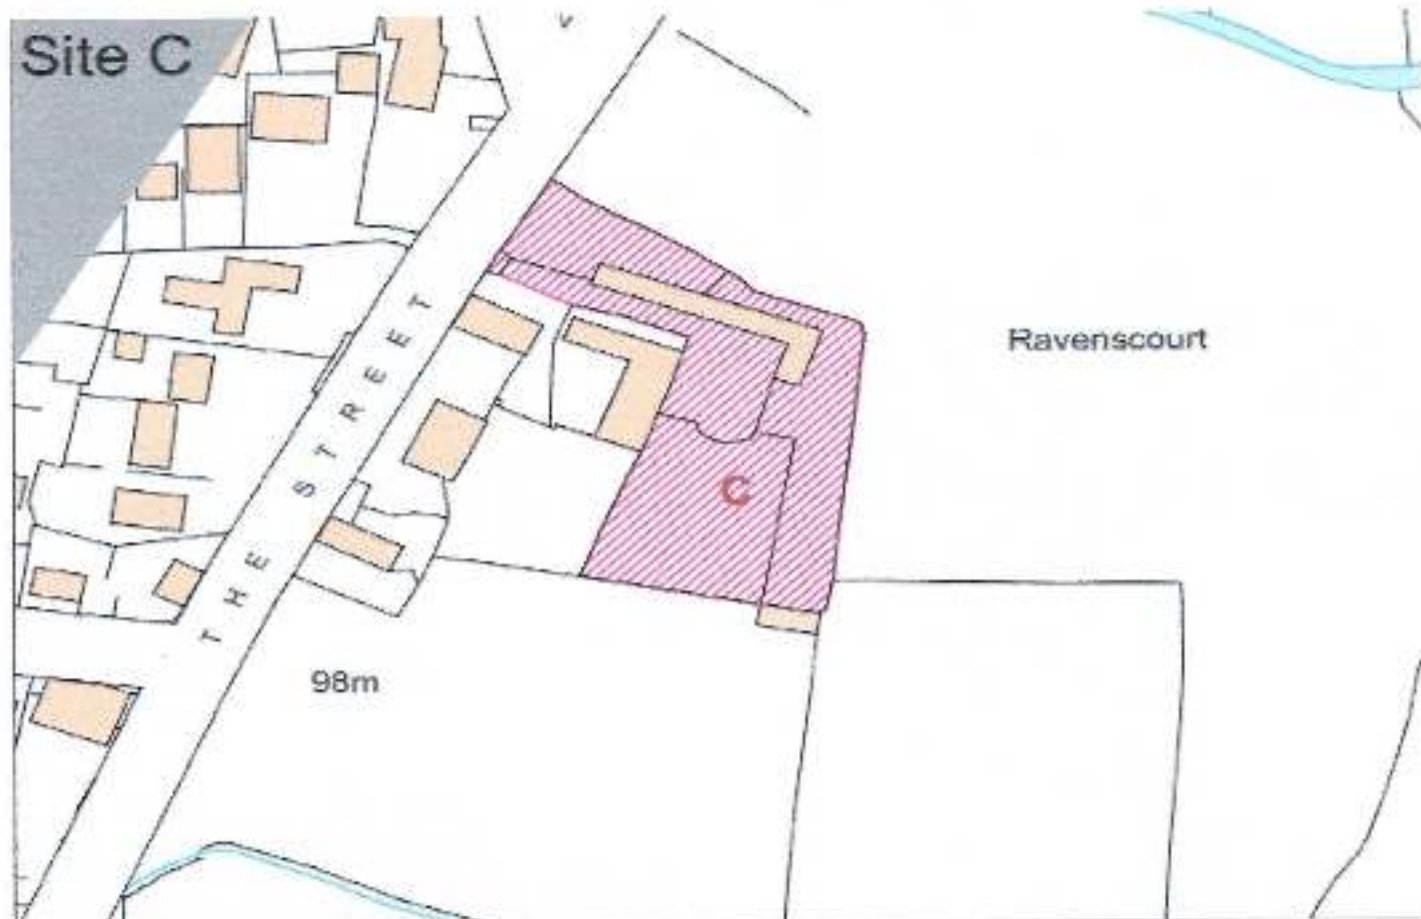 Site C
THE STREET
Ravenscourt
C
98m